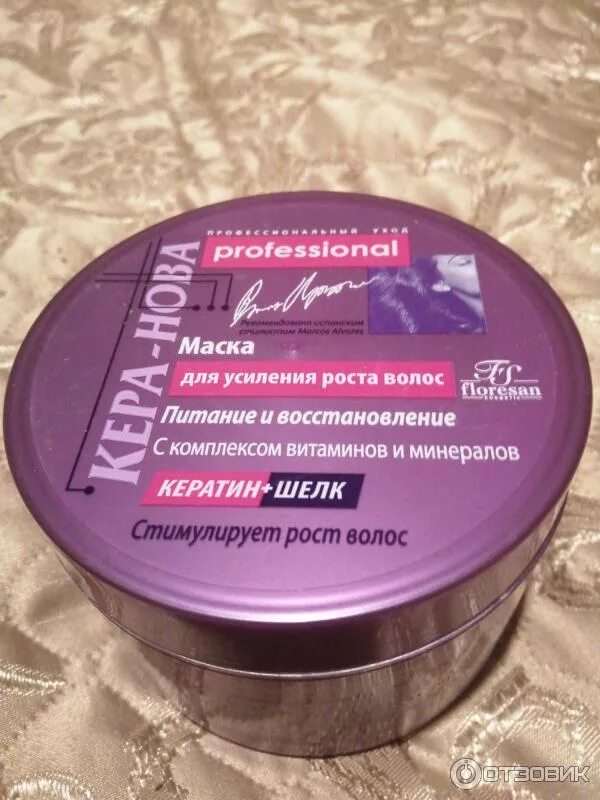 ПРОФЕССИОНАЛЬНЫЙ УХОД
professional
КЕРА-НОВА
Рекомендовано испанским
стилистом Marcos Alvares
Маска
для усиления роста волос
FS
floresan
COSMETIC
Питание и восстановление
С комплексом витаминов и минералов
КЕРАТИН+ШЕЛК
Стимулирует рост волос
ОТЗОВИК